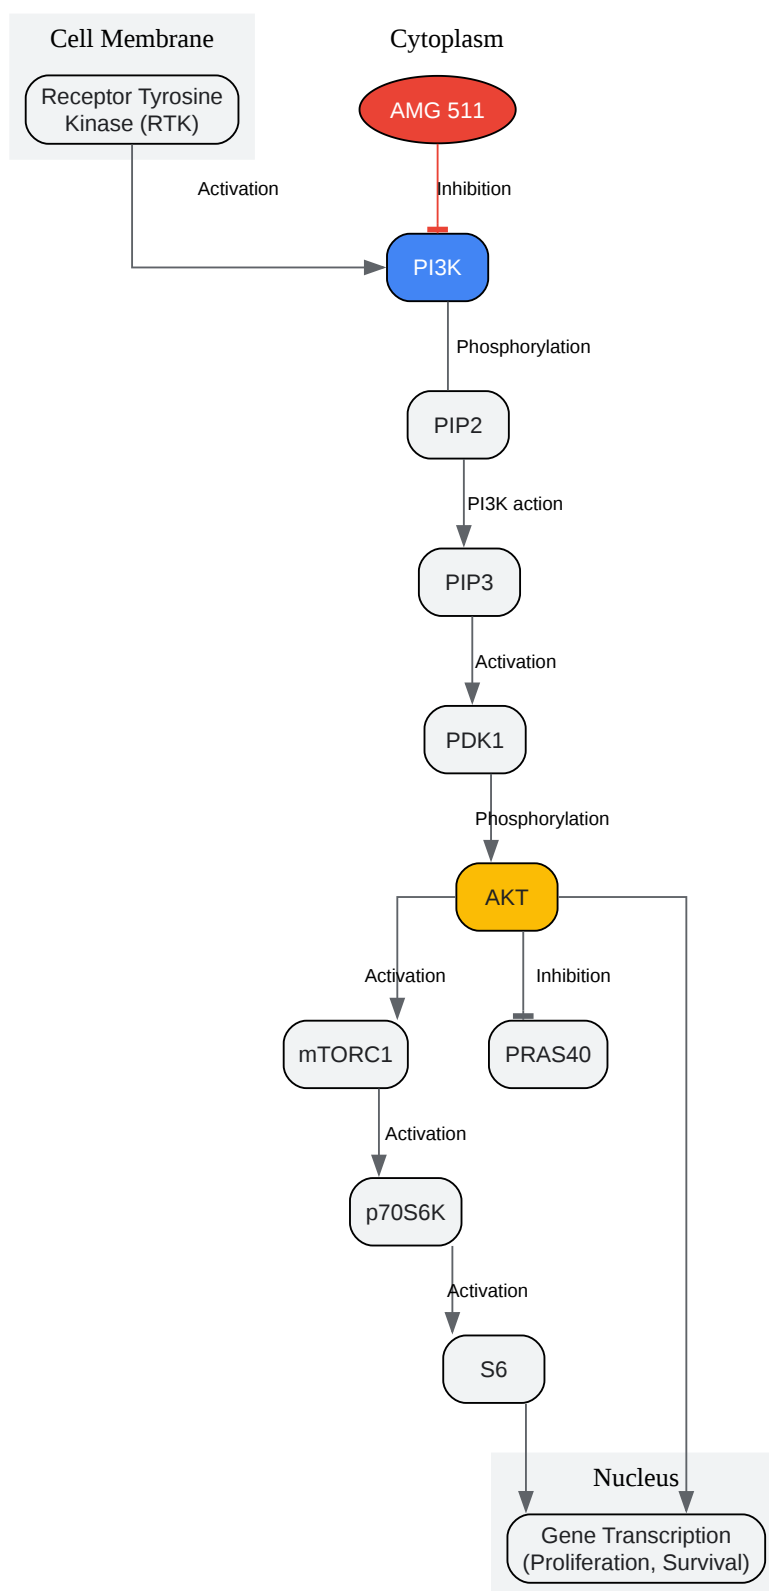 Cell Membrane
Cytoplasm
Receptor Tyrosine
Kinase (RTK)
AMG 511
Activation
Inhibition
PI3K
Phosphorylation
PIP2
PI3K action
PIP3
Activation
PDK1
Phosphorylation
AKT
Activation
Inhibition
mTORC1
PRAS40
Activation
p70S6K
Activation
S6
Nucleus
Gene Transcription
(Proliferation, Survival)